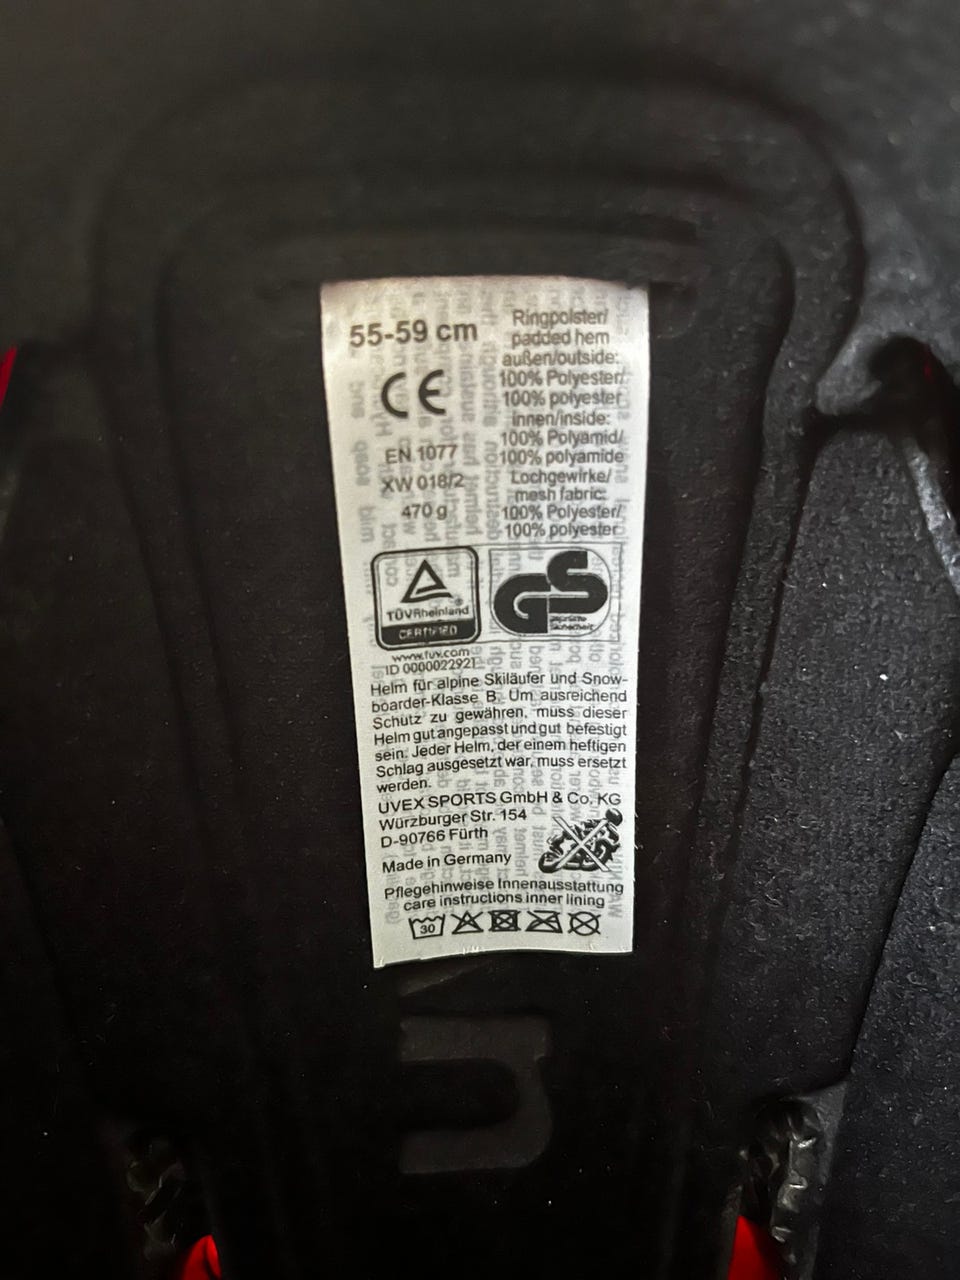 55-59 cm
CE
EN 1077
XW 018/2
470 g
Ringpolster/
padded hem
außen/outside:
100% Polyester/
100% polyester
innen/inside:
100% Polyamid/
100% polyamide
Lochgewirke/
mesh fabric:
100% Polyester/
100% polyester
TÜVRheinland®
CERTIFIED
GS
geprüfte
Sicherheit
www.tuv.com
ID 0000022921
Helm für alpine Skiläufer und Snow-
boarder-Klasse B. Um ausreichend
Schutz zu gewähren, muss dieser
Helm gut angepasst und gut befestigt
sein. Jeder Helm, der einem heftigen
Schlag ausgesetzt war, muss ersetzt
werden.
UVEX SPORTS GmbH & Co. KG
Würzburger Str. 154
D-90766 Fürth
Made in Germany
Pflegehinweise Innenausstattung
care instructions inner lining
30